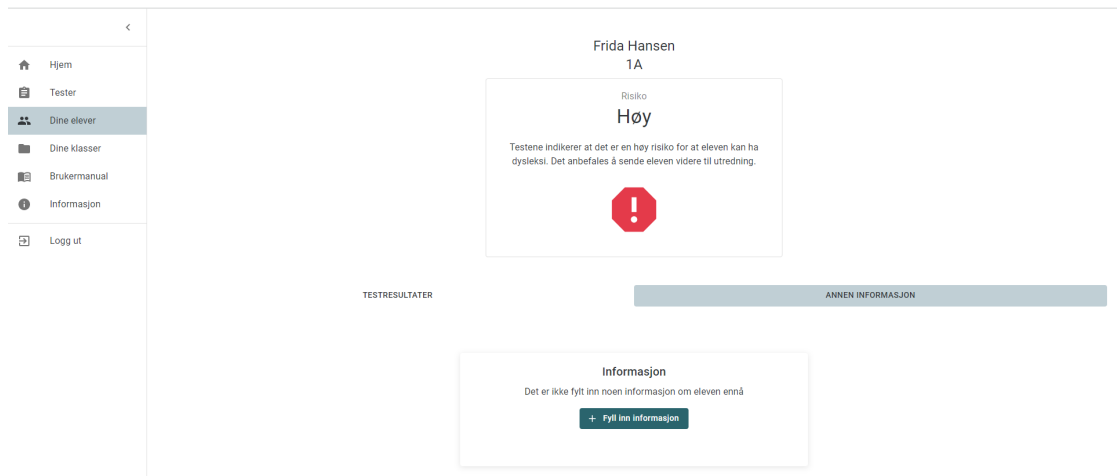 Hjem
Tester
Dine elever
Dine klasser
Brukermanual
Informasjon
Logg ut
Frida Hansen
1A
Risiko
Høy
Testene indikerer at det er en høy risiko for at eleven kan ha
dysleksi. Det anbefales å sende eleven videre til utredning.
TESTRESULTATER
ANNEN INFORMASJON
Informasjon
Det er ikke fylt inn noen informasjon om eleven ennå
+ Fyll inn informasjon